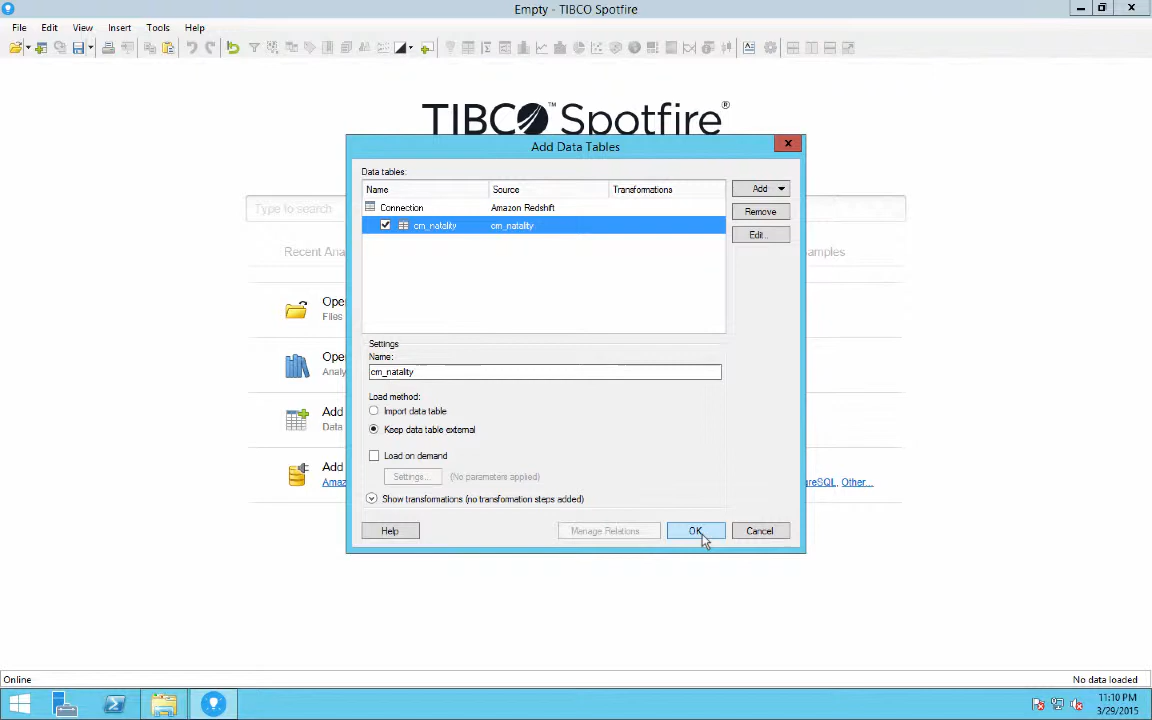 Empty - TIBCO Spotfire
File Edit View Insert Tools Help
TIBCO™ Spotfire®
Add Data Tables
Data tables:
Name Source Transformations
Add
Connection Amazon Redshift
Type to search
Remove
cm_natality cm_natality
Edit...
Recent Ana
amples
Ope
Files
Settings
Name:
Ope
Analy
cm_natality
Load method:
Add
Data
Import data table
Keep data table external
Load on demand
Add
Settings... (No parameters applied)
Amaz
reSQL, Other...
Show transformations (no transformation steps added)
Help Manage Relations... OK Cancel
Online No data loaded
11:10 PM
3/29/2015